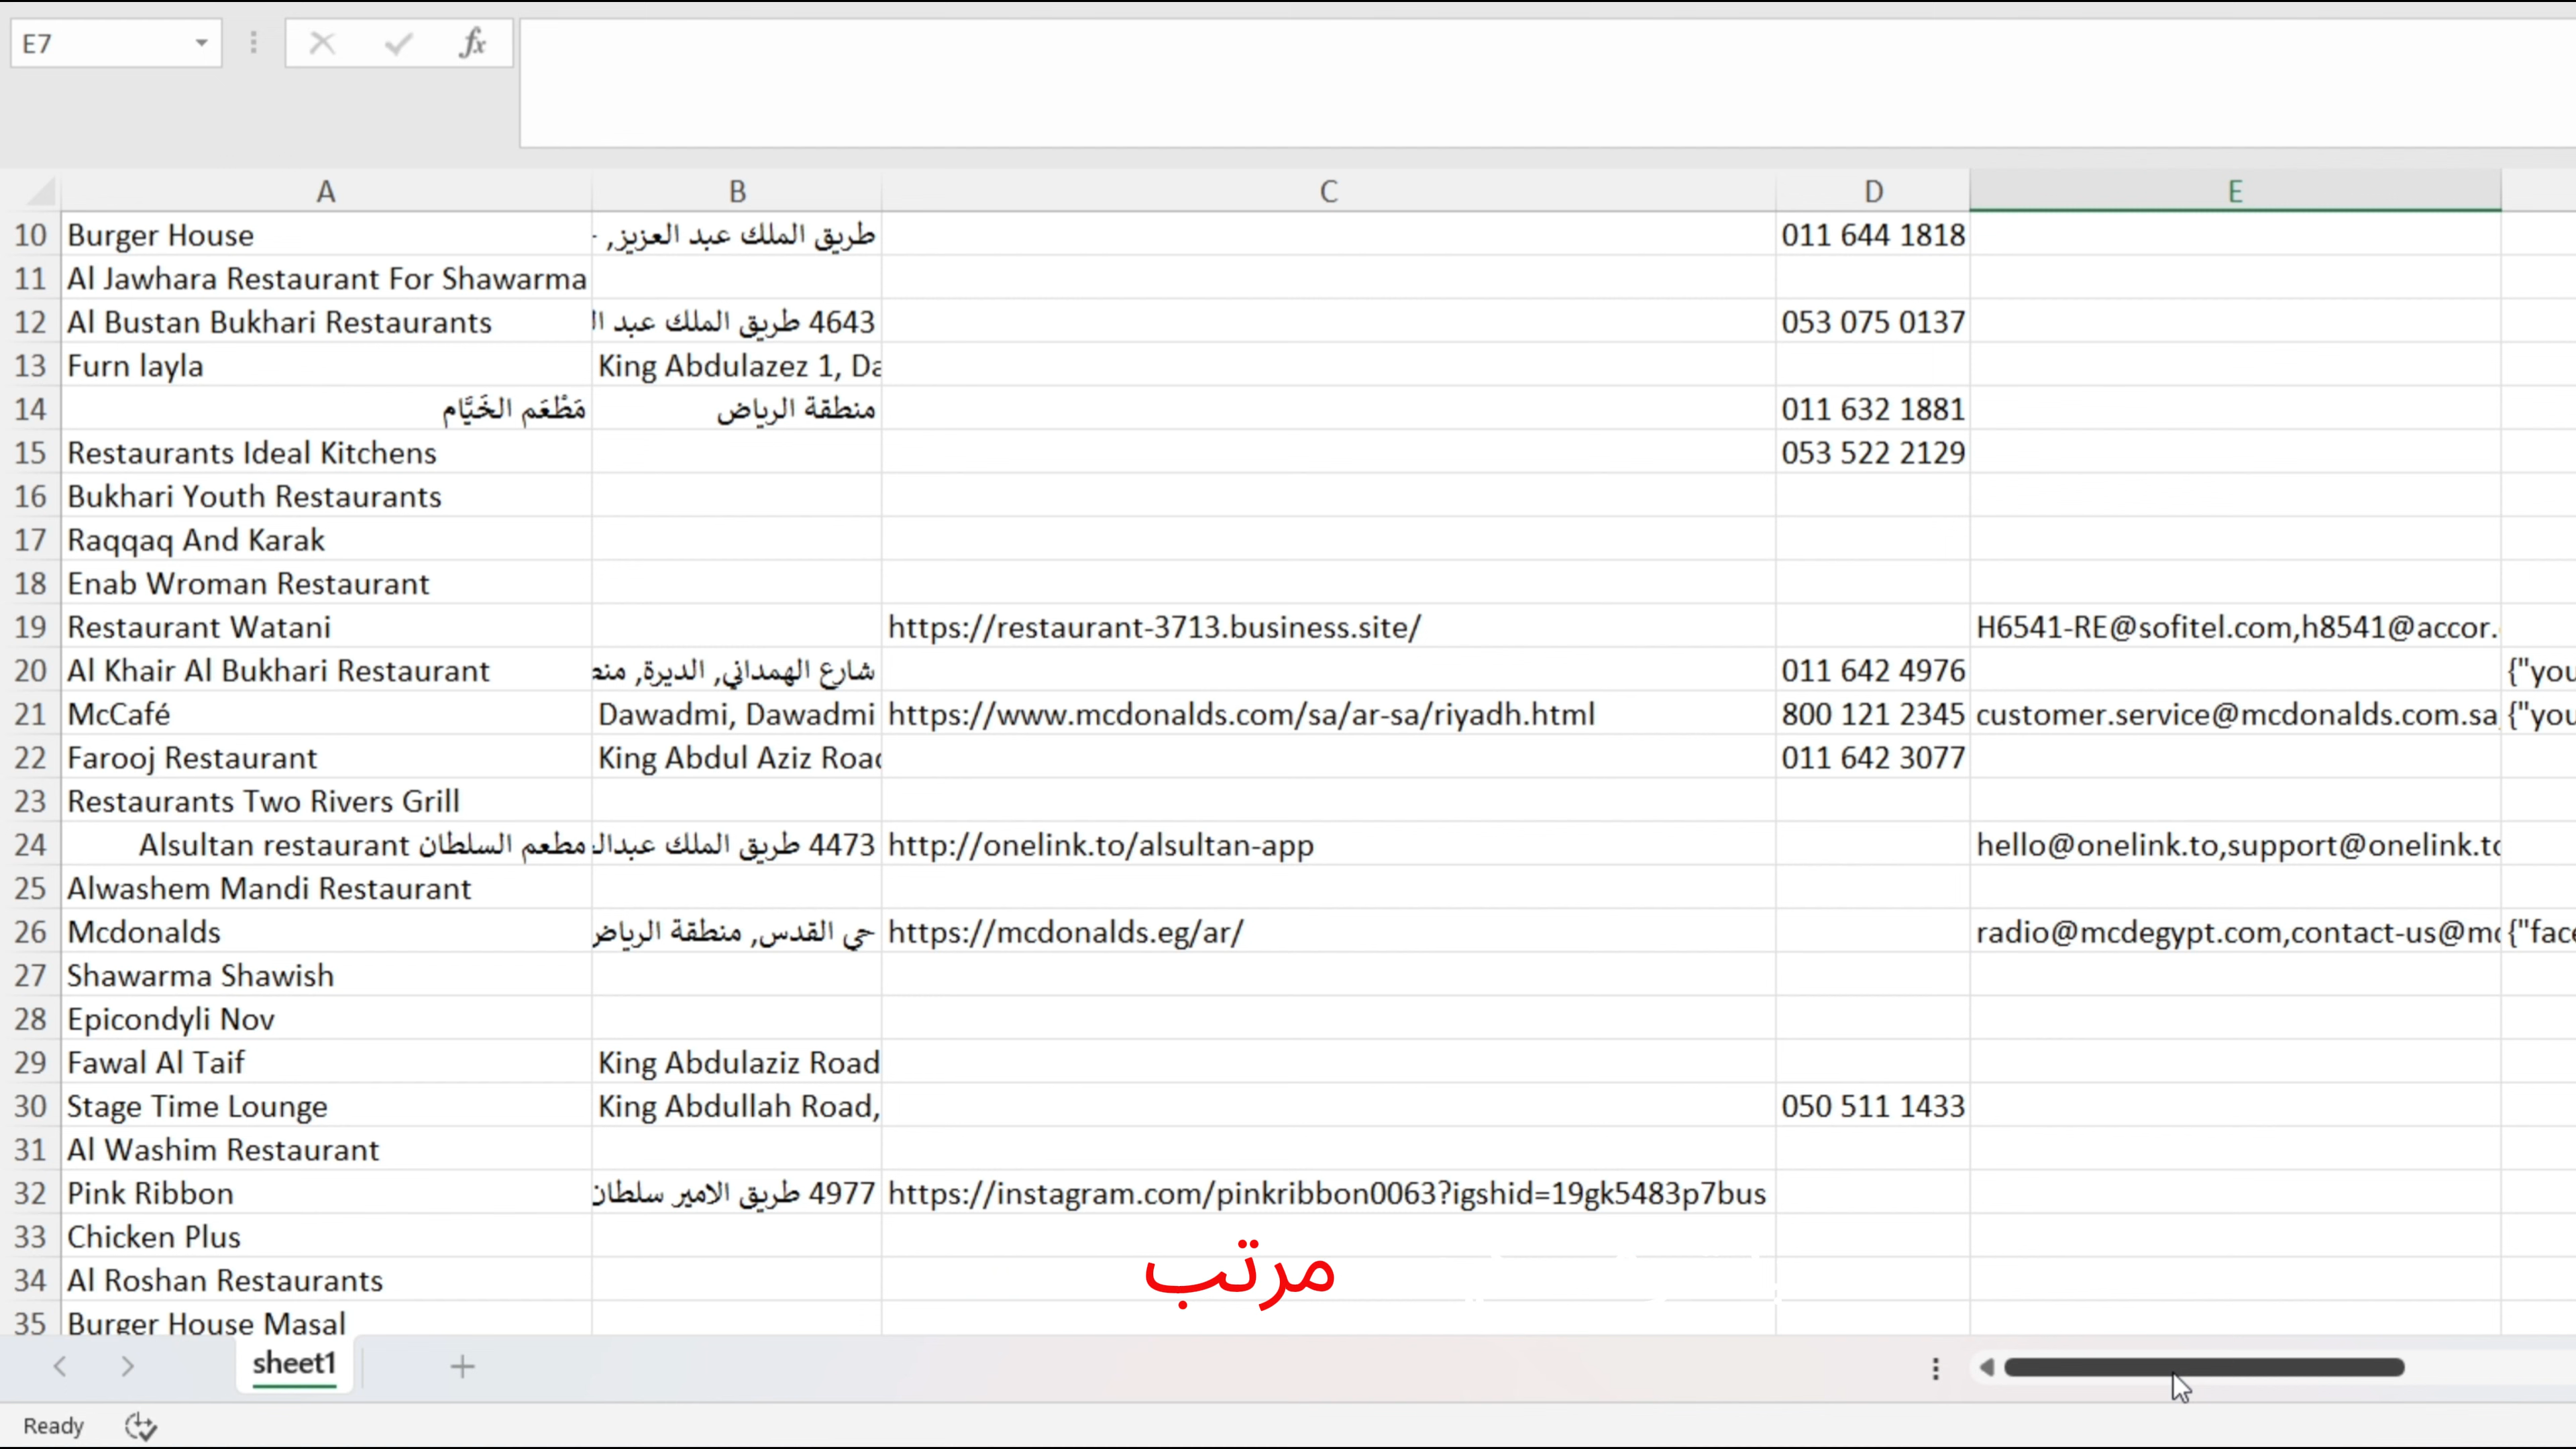 E7
fx
A B C D E
10 Burger House طريق الملك عبد العزيز, 011 644 1818
11 Al Jawhara Restaurant For Shawarma
12 Al Bustan Bukhari Restaurants 4643 طريق الملك عبد ال 053 075 0137
13 Furn layla King Abdulazez 1, Da
14 مَطْعَم الخَيَّام منطقة الرياض 011 632 1881
15 Restaurants Ideal Kitchens 053 522 2129
16 Bukhari Youth Restaurants
17 Raqqaq And Karak
18 Enab Wroman Restaurant
19 Restaurant Watani https://restaurant-3713.business.site/ H6541-RE@sofitel.com,h8541@accor.
20 Al Khair Al Bukhari Restaurant شارع الهمداني, الديرة, منط 011 642 4976 {"you
21 McCafé Dawadmi, Dawadmi https://www.mcdonalds.com/sa/ar-sa/riyadh.html 800 121 2345 customer.service@mcdonalds.com.sa {"you
22 Farooj Restaurant King Abdul Aziz Road 011 642 3077
23 Restaurants Two Rivers Grill
24 Alsultan restaurant مطعم السلطان 4473 طريق الملك عبدال http://onelink.to/alsultan-app hello@onelink.to,support@onelink.to
25 Alwashem Mandi Restaurant
26 Mcdonalds حي القدس, منطقة الرياض https://mcdonalds.eg/ar/ radio@mcdegypt.com,contact-us@mc {"face
27 Shawarma Shawish
28 Epicondyli Nov
29 Fawal Al Taif King Abdulaziz Road
30 Stage Time Lounge King Abdullah Road, 050 511 1433
31 Al Washim Restaurant
32 Pink Ribbon 4977 طريق الامير سلطان https://instagram.com/pinkribbon0063?igshid=19gk5483p7bus
33 Chicken Plus
34 Al Roshan Restaurants
مرتب
35 Burger House Masal
sheet1
Ready